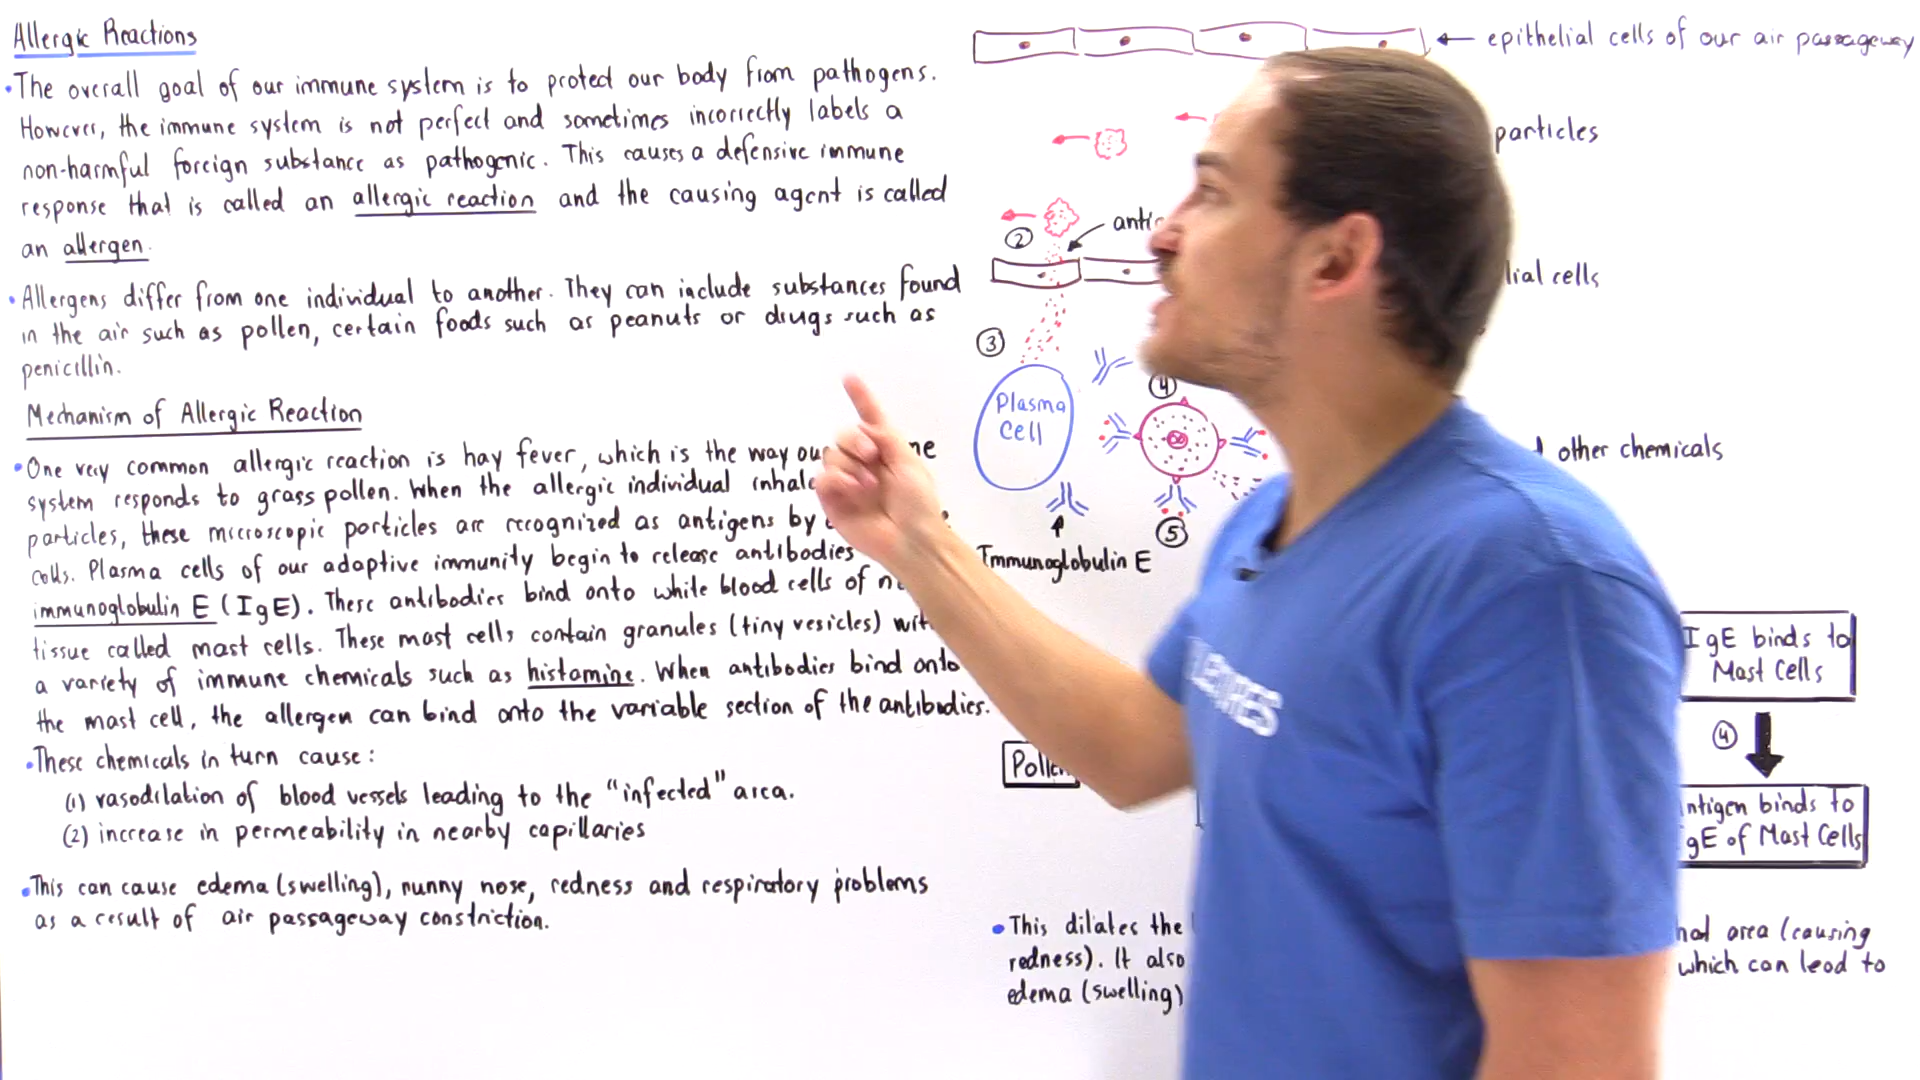 Allergic Reactions
•The overall goal of our immune system is to protect our body from pathogens.
However, the immune system is not perfect and sometimes incorrectly labels a
non-harmful foreign substance as pathogenic. This causes a defensive immune
response that is called an allergic reaction and the causing agent is called
an allergen.
•Allergens differ from one individual to another. They can include substances found
in the air such as pollen, certain foods such as peanuts or drugs such as
penicillin.
Mechanism of Allergic Reaction
•One very common allergic reaction is hay fever, which is the way
system responds to grass pollen. When the allergic individual
particles, these microscopic particles are recognized as antigens by
cells. Plasma cells of our adaptive immunity begin to release antibodies
immunoglobulin E (IgE). These antibodies bind onto white blood cells of
tissue called mast cells. These mast cells contain granules (tiny vesicles)
a variety of immune chemicals such as histamine. When antibodies bind onto
the mast cell, the allergen can bind onto the variable section of the antibodies.
•These chemicals in turn cause:
(1) vasodilation of blood vessels leading to the "infected" area.
(2) increase in permeability in nearby capillaries
•This can cause edema (swelling), runny nose, redness and respiratory problems
as a result of air passageway constriction.
epithelial cells of our air passageway
particles
②
cells
③
Plasma
Cell
④
other chemicals
⑤
Immunoglobulin E
IgE binds to
Mast Cells
④
Pollen
binds to
of Mast Cells
•This dilates the
area (causing
redness). It also
which can lead to
edema (swelling)